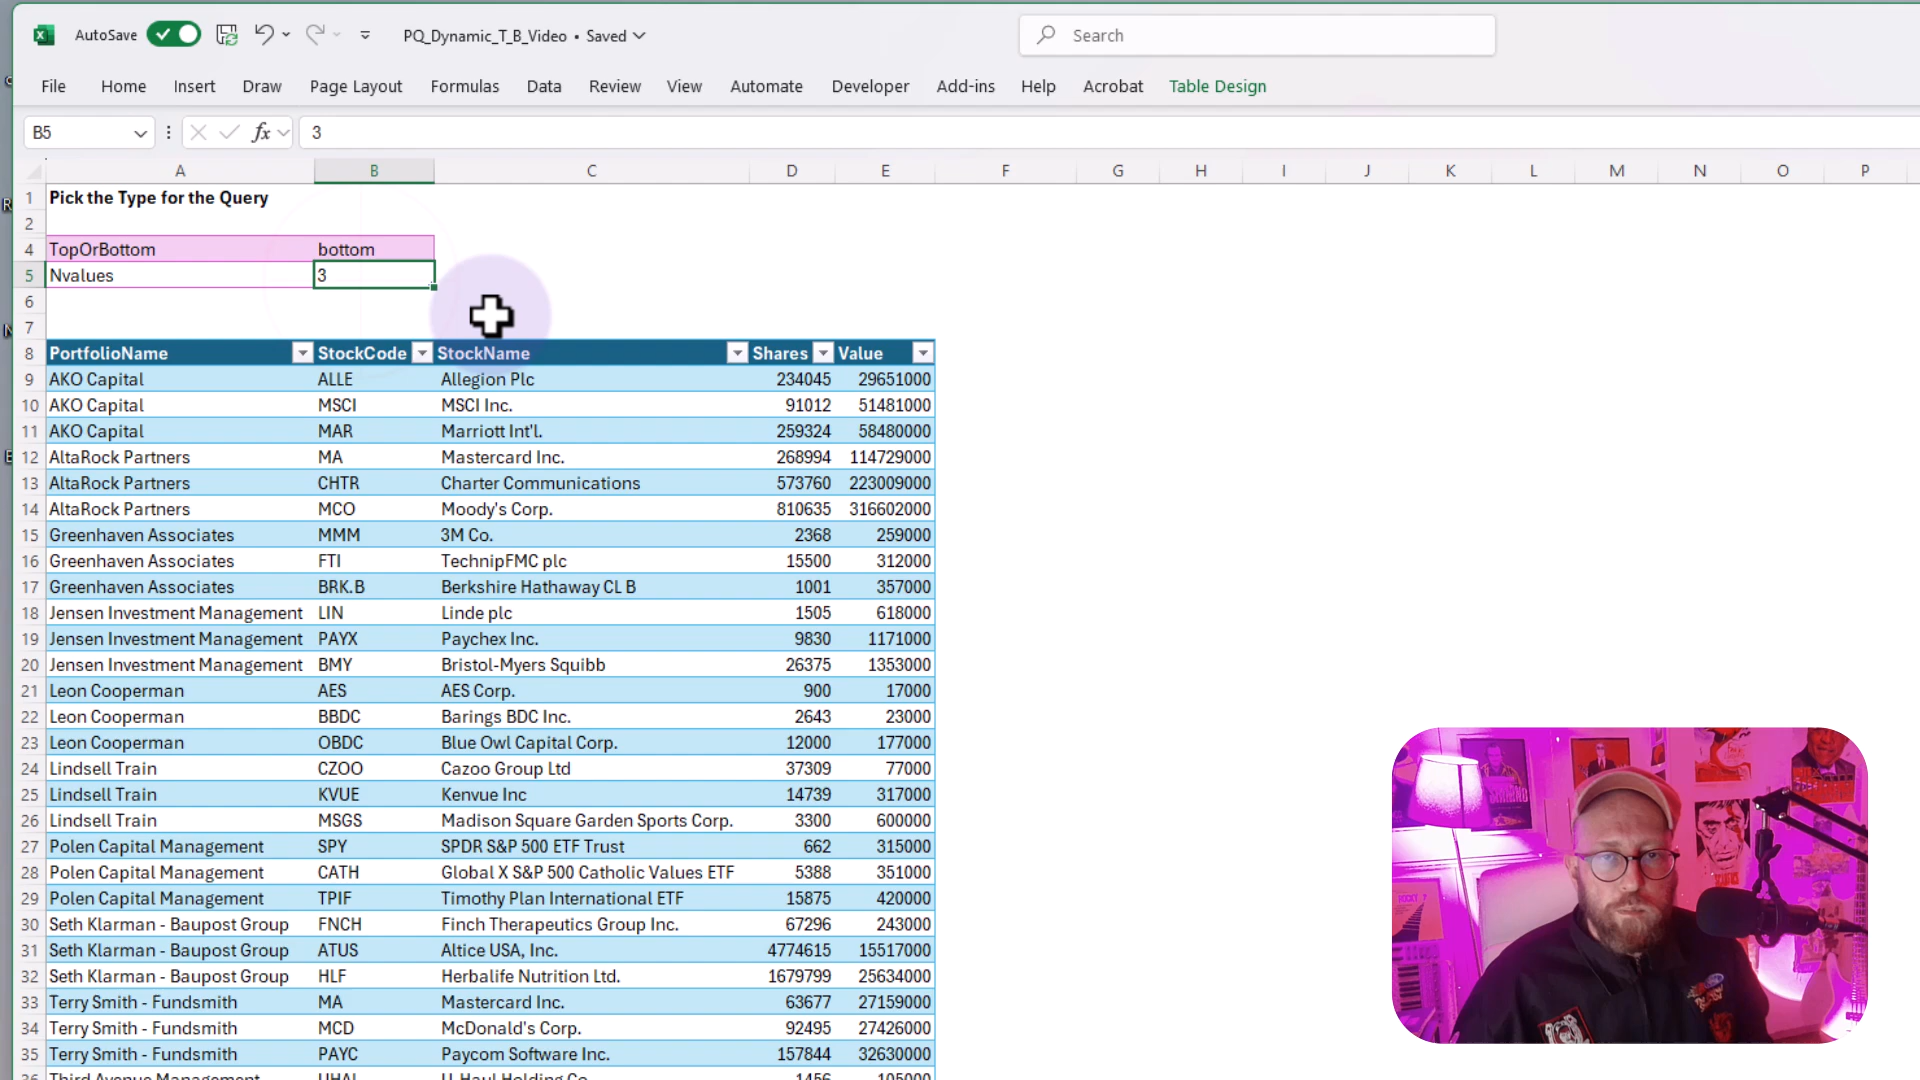 AutoSave PQ_Dynamic_T_B_Video • Saved Search
File Home Insert Draw Page Layout Formulas Data Review View Automate Developer Add-ins Help Acrobat Table Design
B5 fx 3
A B C D E F G H I J K L M N O P
1 Pick the Type for the Query
2
4 TopOrBottom bottom
5 Nvalues 3
6
7
8 PortfolioName StockCode StockName Shares Value
9 AKO Capital ALLE Allegion Plc 234045 29651000
10 AKO Capital MSCI MSCI Inc. 91012 51481000
11 AKO Capital MAR Marriott Int'l. 259324 58480000
12 AltaRock Partners MA Mastercard Inc. 268994 114729000
13 AltaRock Partners CHTR Charter Communications 573760 223009000
14 AltaRock Partners MCO Moody's Corp. 810635 316602000
15 Greenhaven Associates MMM 3M Co. 2368 259000
16 Greenhaven Associates FTI TechnipFMC plc 15500 312000
17 Greenhaven Associates BRK.B Berkshire Hathaway CL B 1001 357000
18 Jensen Investment Management LIN Linde plc 1505 618000
19 Jensen Investment Management PAYX Paychex Inc. 9830 1171000
20 Jensen Investment Management BMY Bristol-Myers Squibb 26375 1353000
21 Leon Cooperman AES AES Corp. 900 17000
22 Leon Cooperman BBDC Barings BDC Inc. 2643 23000
23 Leon Cooperman OBDC Blue Owl Capital Corp. 12000 177000
24 Lindsell Train CZOO Cazoo Group Ltd 37309 77000
25 Lindsell Train KVUE Kenvue Inc 14739 317000
26 Lindsell Train MSGS Madison Square Garden Sports Corp. 3300 600000
27 Polen Capital Management SPY SPDR S&P 500 ETF Trust 662 315000
28 Polen Capital Management CATH Global X S&P 500 Catholic Values ETF 5388 351000
29 Polen Capital Management TPIF Timothy Plan International ETF 15875 420000
30 Seth Klarman - Baupost Group FNCH Finch Therapeutics Group Inc. 67296 243000
31 Seth Klarman - Baupost Group ATUS Altice USA, Inc. 4774615 15517000
32 Seth Klarman - Baupost Group HLF Herbalife Nutrition Ltd. 1679799 25634000
33 Terry Smith - Fundsmith MA Mastercard Inc. 63677 27159000
34 Terry Smith - Fundsmith MCD McDonald's Corp. 92495 27426000
35 Terry Smith - Fundsmith PAYC Paycom Software Inc. 157844 32630000
36 Third Avenue Management UHAL U-Haul Holding Co 1456 105000